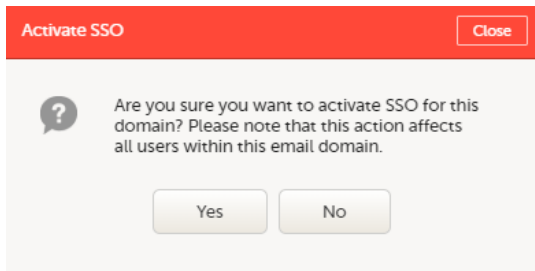 Activate SSO
Close
?
Are you sure you want to activate SSO for this
domain? Please note that this action affects
all users within this email domain.
Yes
No